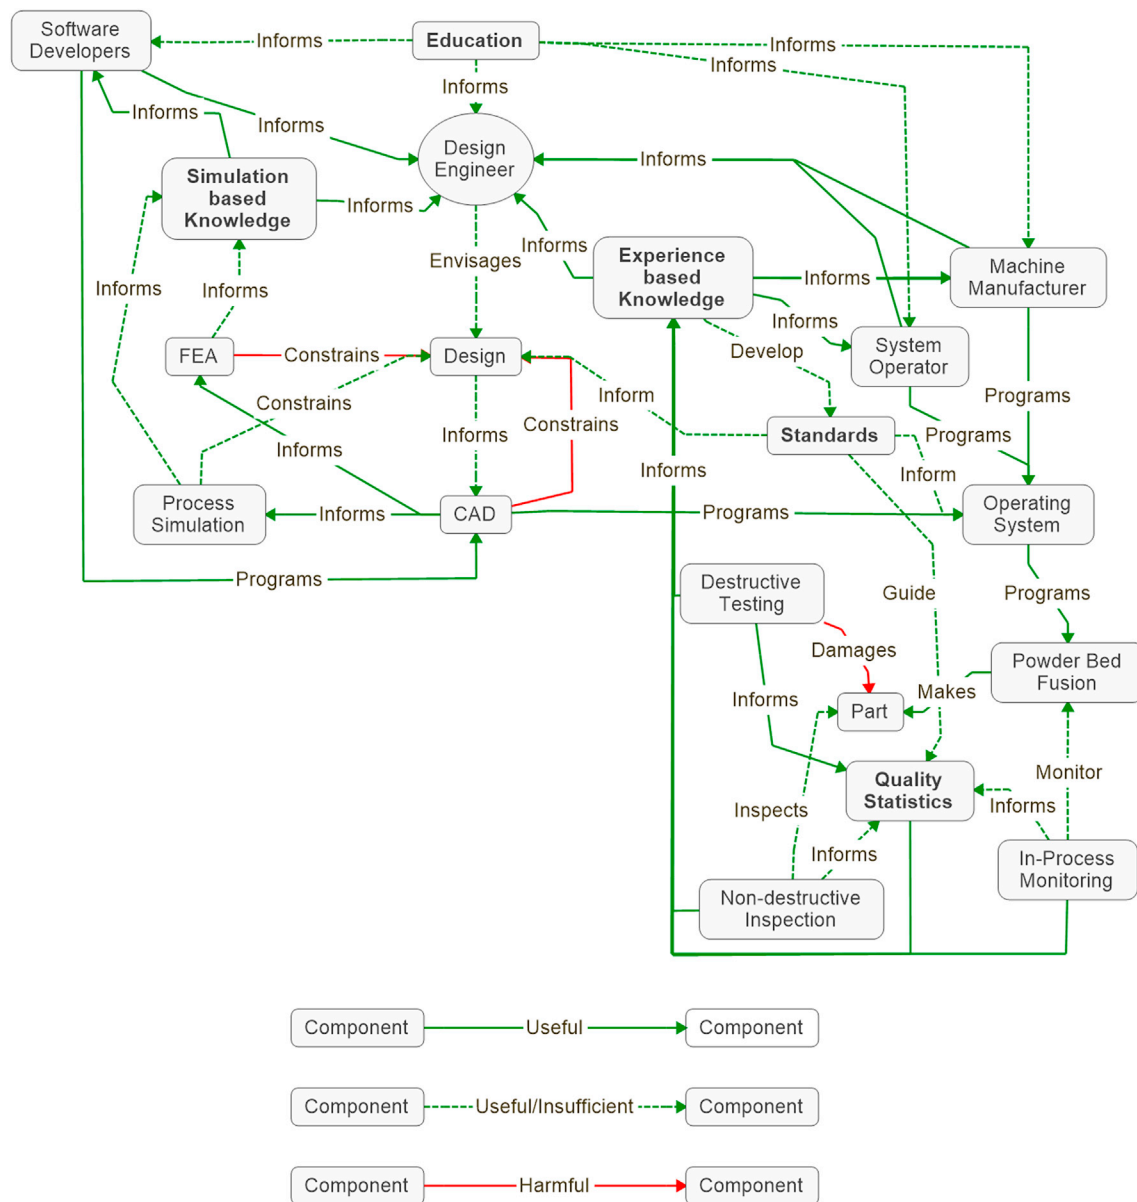 Software
Developers
Informs
Education
Informs
Informs
Informs
Informs
Informs
Design
Engineer
Informs
Simulation
based
Knowledge
Informs
Informs
Envisages
Experience
based
Knowledge
Informs
Machine
Manufacturer
Informs
Informs
Informs
System
Operator
Develop
FEA
Constrains
Design
Constrains
Inform
Constrains
Programs
Informs
Informs
Standards
Programs
Informs
Inform
Process
Simulation
Informs
CAD
Programs
Operating
System
Programs
Destructive
Testing
Guide
Programs
Damages
Powder Bed
Fusion
Informs
Part
Makes
Quality
Statistics
Monitor
Inspects
Informs
Informs
In-Process
Monitoring
Non-destructive
Inspection
Component
Useful
Component
Component
Useful/Insufficient
Component
Component
Harmful
Component